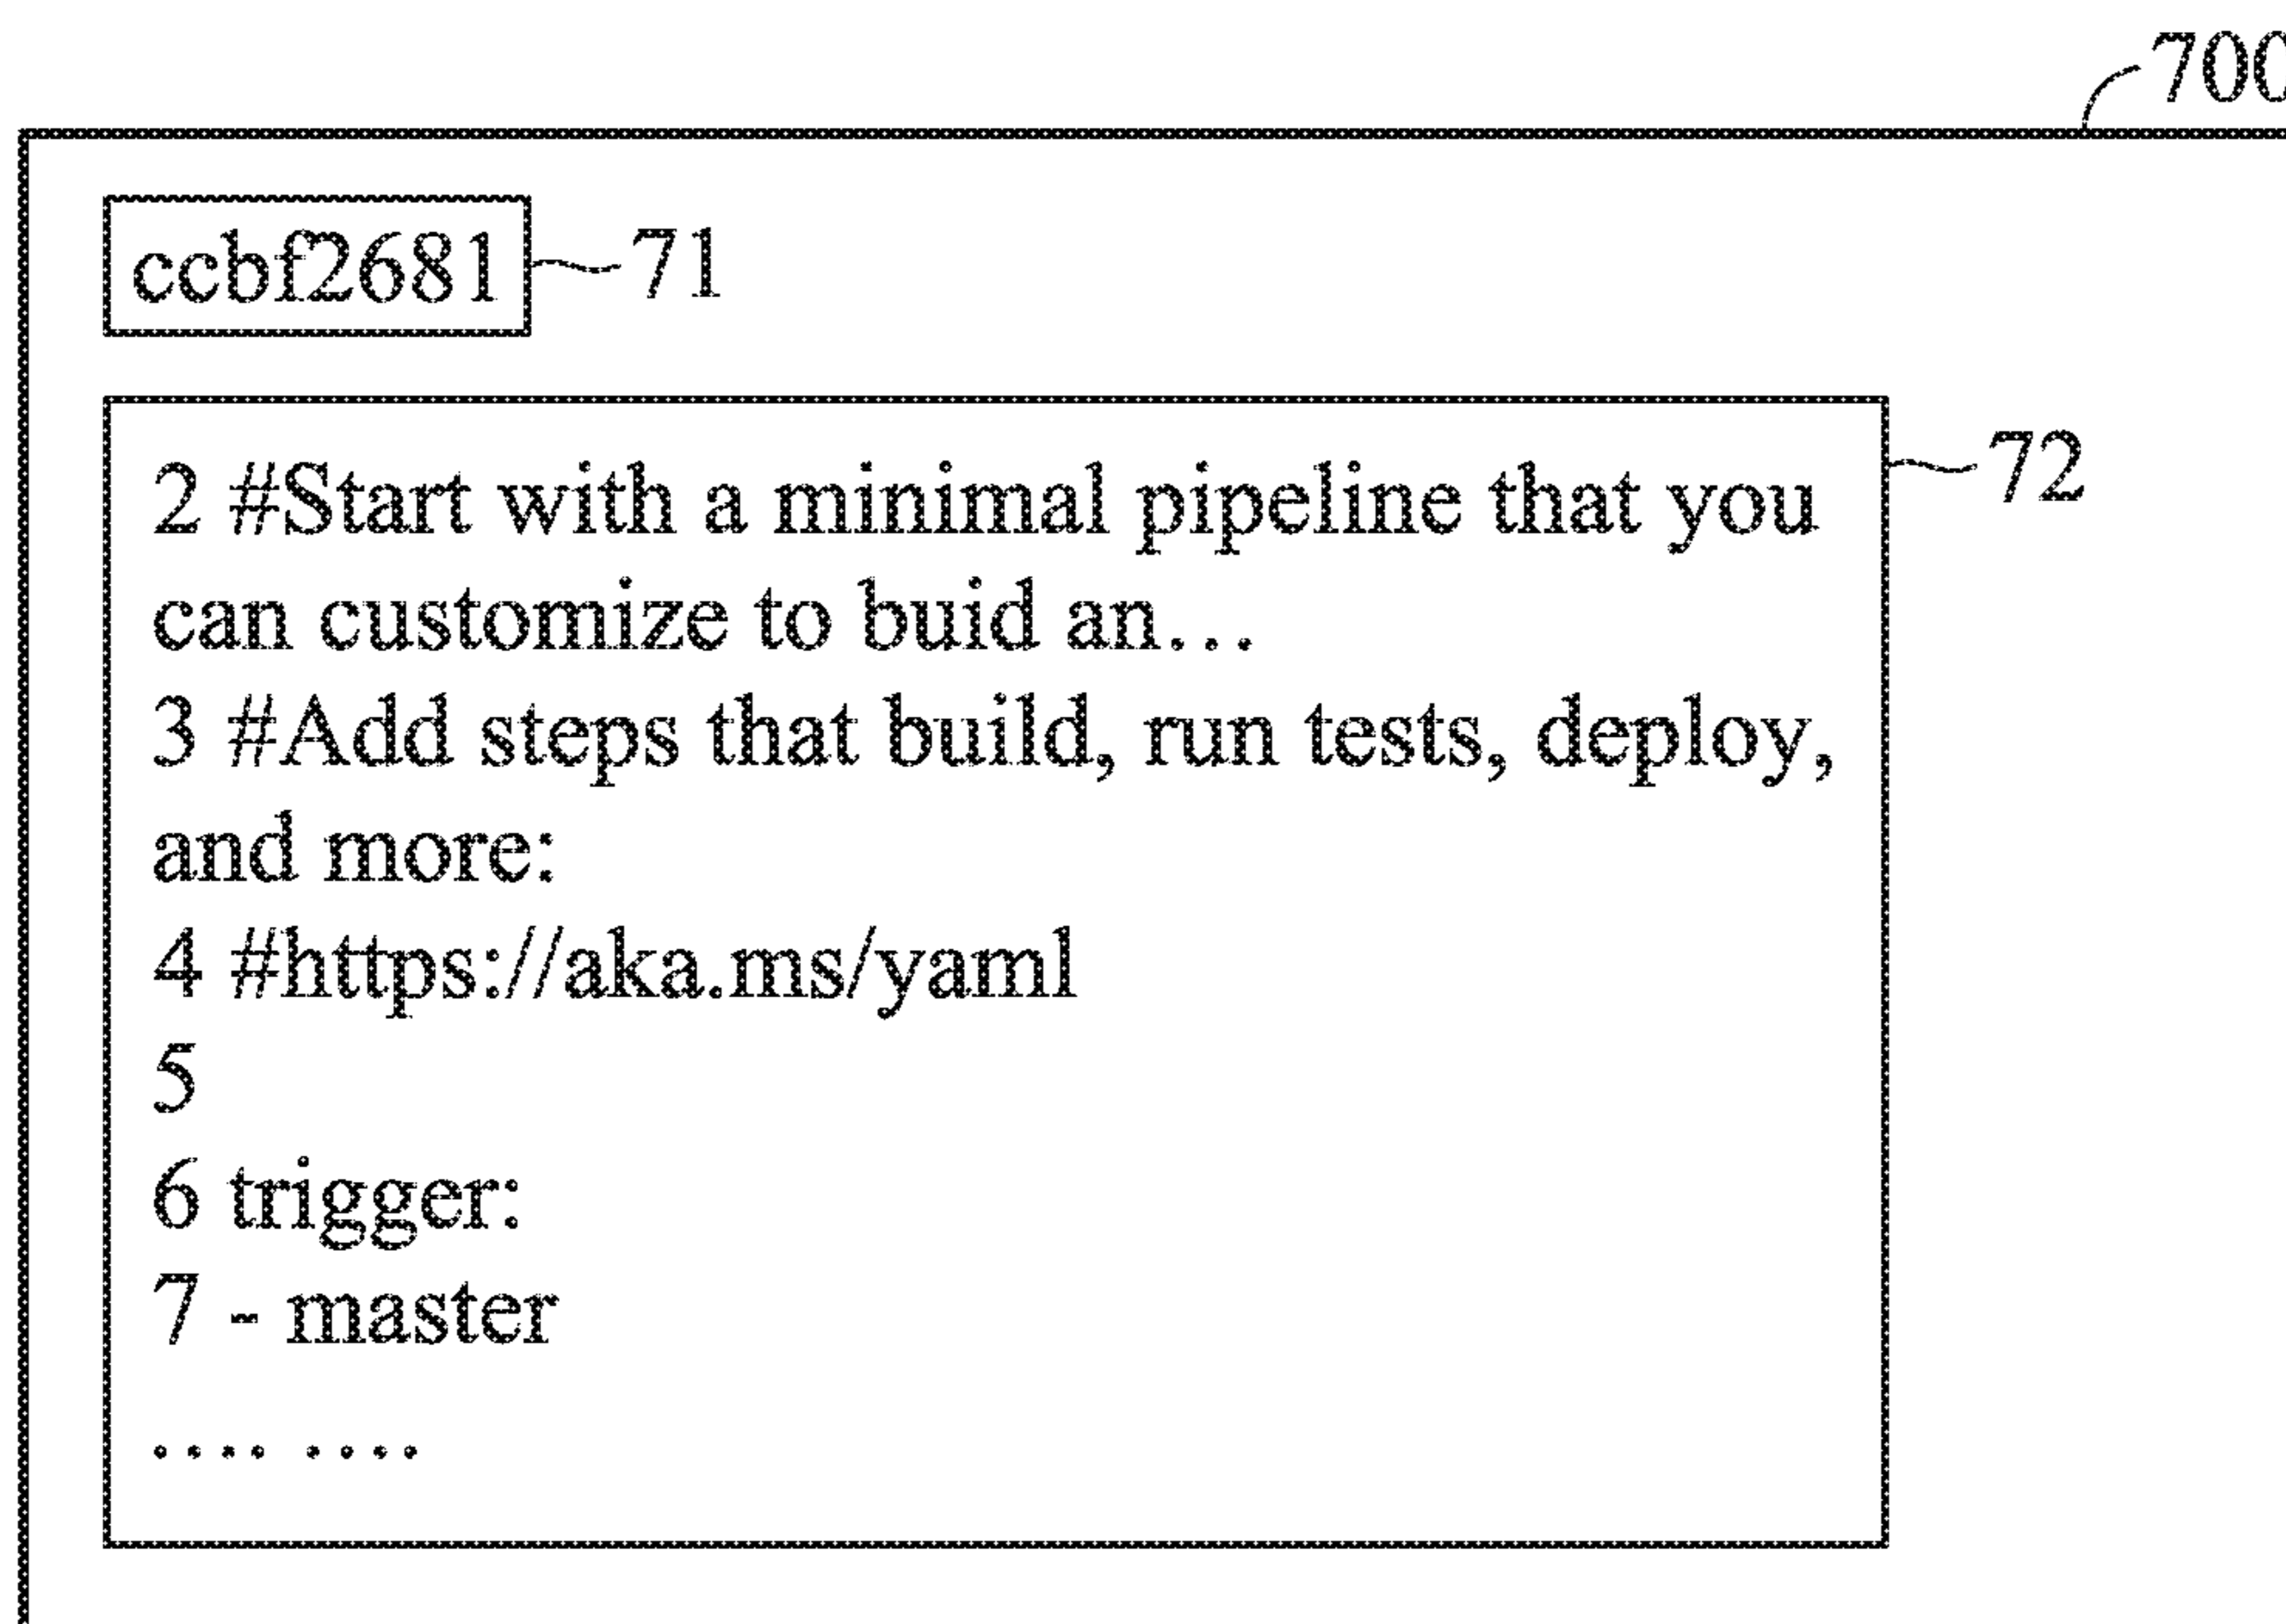 700
ccbf2681 71
72
2 #Start with a minimal pipeline that you
can customize to buid an...
3 #Add steps that build, run tests, deploy,
and more:
4 #https://aka.ms/yaml
5
6 trigger:
7 - master
.... ....